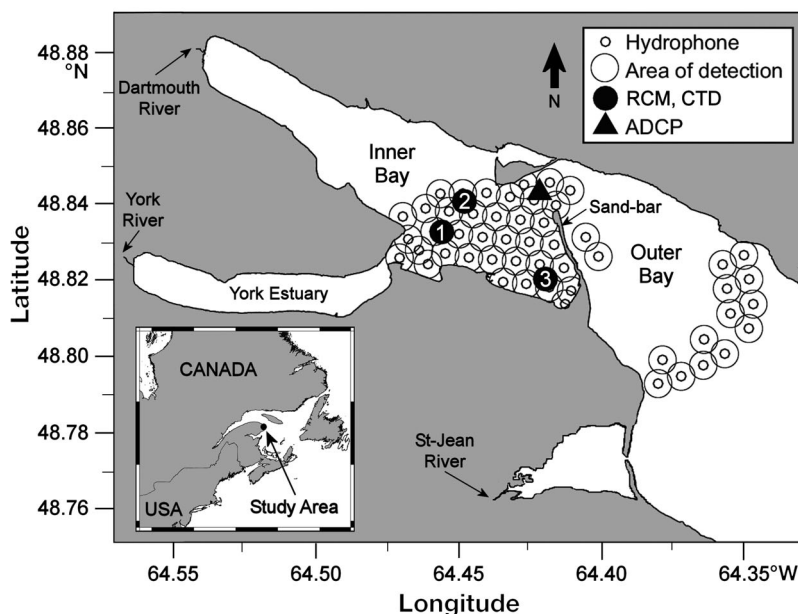 48.88
°N
48.86
48.84
48.82
48.80
48.78
48.76
Latitude
Dartmouth
River
York
River
Inner
Bay
Hydrophone
Area of detection
RCM, CTD
ADCP
N
2
1
3
Sand-bar
Outer
Bay
York Estuary
CANADA
USA
Study Area
St-Jean
River
64.55
64.50
64.45
64.40
64.35°W
Longitude